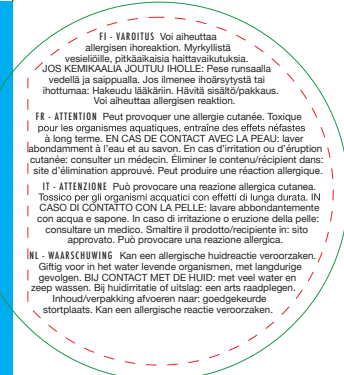 FI - VAROITUS Voi aiheuttaa
allergisen ihoreaktion. Myrkyllistä
vesieliöille, pitkäaikaisia haittavaikutuksia.
JOS KEMIKAALIA JOUTUU IHOLLE: Pese runsaalla
vedellä ja saippualla. Jos ilmenee ihoärsytystä tai
ihottumaa: Hakeudu lääkäriin. Hävitä sisältö/pakkaus.
Voi aiheuttaa allergisen reaktion.
FR - ATTENTION Peut provoquer une allergie cutanée. Toxique
pour les organismes aquatiques, entraîne des effets néfastes
à long terme. EN CAS DE CONTACT AVEC LA PEAU: laver
abondamment à l'eau et au savon. En cas d'irritation ou d'éruption
cutanée: consulter un médecin. Éliminer le contenu/récipient dans:
site d'élimination approuvé. Peut produire une réaction allergique.
IT - ATTENZIONE Può provocare una reazione allergica cutanea.
Tossico per gli organismi acquatici con effetti di lunga durata. IN
CASO DI CONTATTO CON LA PELLE: lavare abbondantemente
con acqua e sapone. In caso di irritazione o eruzione della pelle:
consultare un medico. Smaltire il prodotto/recipiente in: sito
approvato. Può provocare una reazione allergica.
NL - WAARSCHUWING Kan een allergische huidreactie veroorzaken.
Giftig voor in het water levende organismen, met langdurige
gevolgen. BIJ CONTACT MET DE HUID: met veel water en
zeep wassen. Bij huidirritatie of uitslag: een arts raadplegen.
Inhoud/verpakking afvoeren naar: goedgekeurde
stortplaats. Kan een allergische reactie veroorzaken.